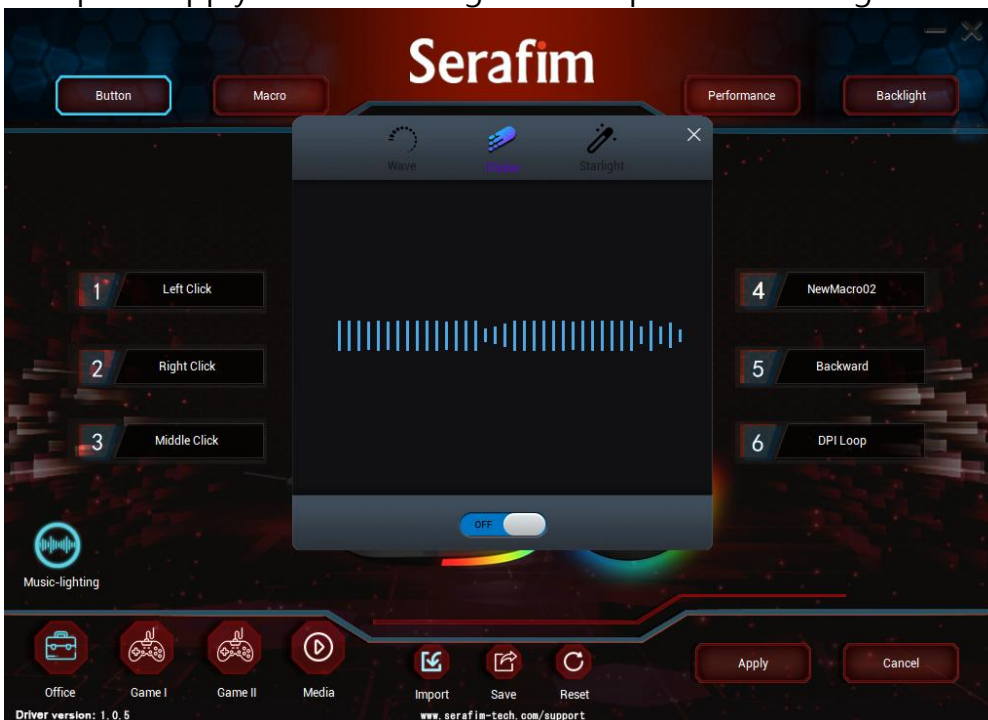 Serafim
Button
Macro
Performance
Backlight
Wave
Starlight
1 Left Click
2 Right Click
3 Middle Click
4 NewMacro02
5 Backward
6 DPI Loop
OFF
Music-lighting
Office
Game I
Game II
Media
Import
Save
Reset
Apply
Cancel
Driver version: 1.0.5
www.serafim-tech.com/support